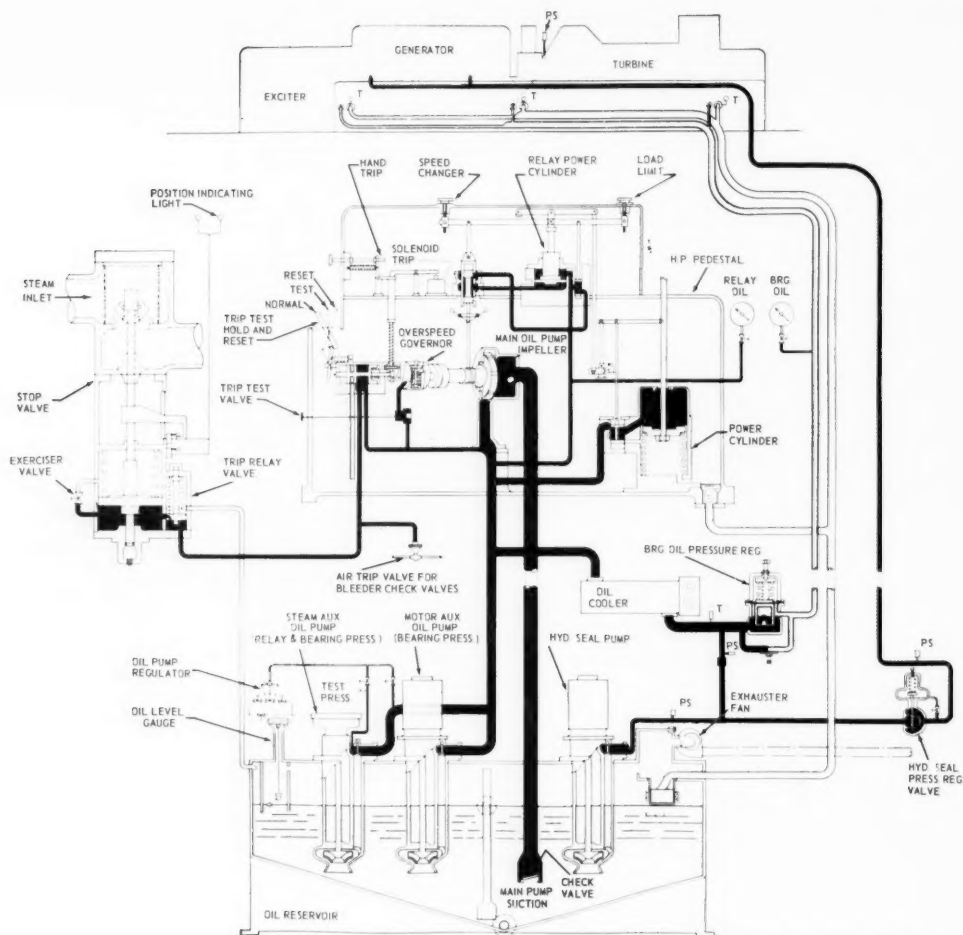 PS
GENERATOR
TURBINE
EXCITER
T
T
T
HAND
TRIP
SPEED
CHANGER
RELAY POWER
CYLINDER
LOAD
LIMIT
POSITION INDICATING
LIGHT
SOLENOID
TRIP
H.P. PEDESTAL
STEAM
INLET
RESET
TEST
NORMAL
RELAY
OIL
BRG
OIL
TRIP TEST
HOLD AND
RESET
OVERSPEED
GOVERNOR
MAIN OIL PUMP
IMPELLER
STOP
VALVE
TRIP TEST
VALVE
POWER
CYLINDER
EXERCISER
VALVE
TRIP RELAY
VALVE
BRG OIL PRESSURE REG
AIR TRIP VALVE FOR
BLEEDER CHECK VALVES
OIL
COOLER
T
STEAM AUX
OIL PUMP
(RELAY & BEARING PRESS)
MOTOR AUX
OIL PUMP
(BEARING PRESS)
HYD SEAL PUMP
PS
PS
OIL PUMP
REGULATOR
TEST
PRESS
OIL LEVEL
GAUGE
PS
EXHAUSTER
FAN
HYD SEAL
PRESS REG
VALVE
MAIN PUMP
SUCTION
CHECK
VALVE
OIL RESERVOIR